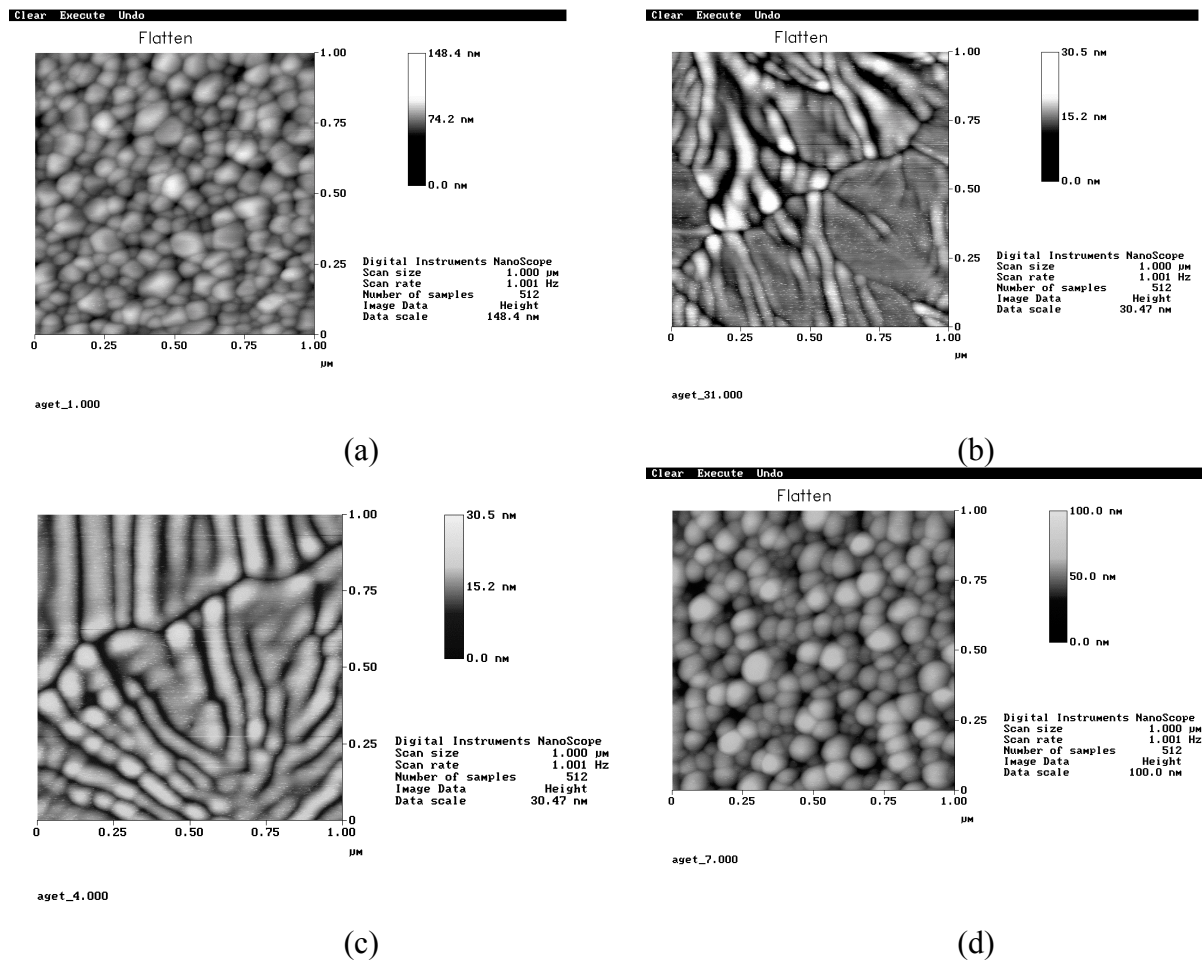 Clear Execute Undo
Flatten
148.4 nm
74.2 nm
0.0 nm
1.00
0.75
0.50
0.25
0
0 0.25 0.50 0.75 1.00
µm
Digital Instruments NanoScope
Scan size 1.000 µm
Scan rate 1.001 Hz
Number of samples 512
Image Data Height
Data scale 148.4 nm
aget_1.000
(a)
Clear Execute Undo
Flatten
30.5 nm
15.2 nm
0.0 nm
1.00
0.75
0.50
0.25
0
0 0.25 0.50 0.75 1.00
µm
Digital Instruments NanoScope
Scan size 1.000 µm
Scan rate 1.001 Hz
Number of samples 512
Image Data Height
Data scale 30.47 nm
aget_31.000
(b)
30.5 nm
15.2 nm
0.0 nm
1.00
0.75
0.50
0.25
0
0 0.25 0.50 0.75 1.00
µm
Digital Instruments NanoScope
Scan size 1.000 µm
Scan rate 1.001 Hz
Number of samples 512
Image Data Height
Data scale 30.47 nm
aget_4.000
(c)
Clear Execute Undo
Flatten
100.0 nm
50.0 nm
0.0 nm
1.00
0.75
0.50
0.25
0
0 0.25 0.50 0.75 1.00
µm
Digital Instruments NanoScope
Scan size 1.000 µm
Scan rate 1.001 Hz
Number of samples 512
Image Data Height
Data scale 100.0 nm
aget_7.000
(d)